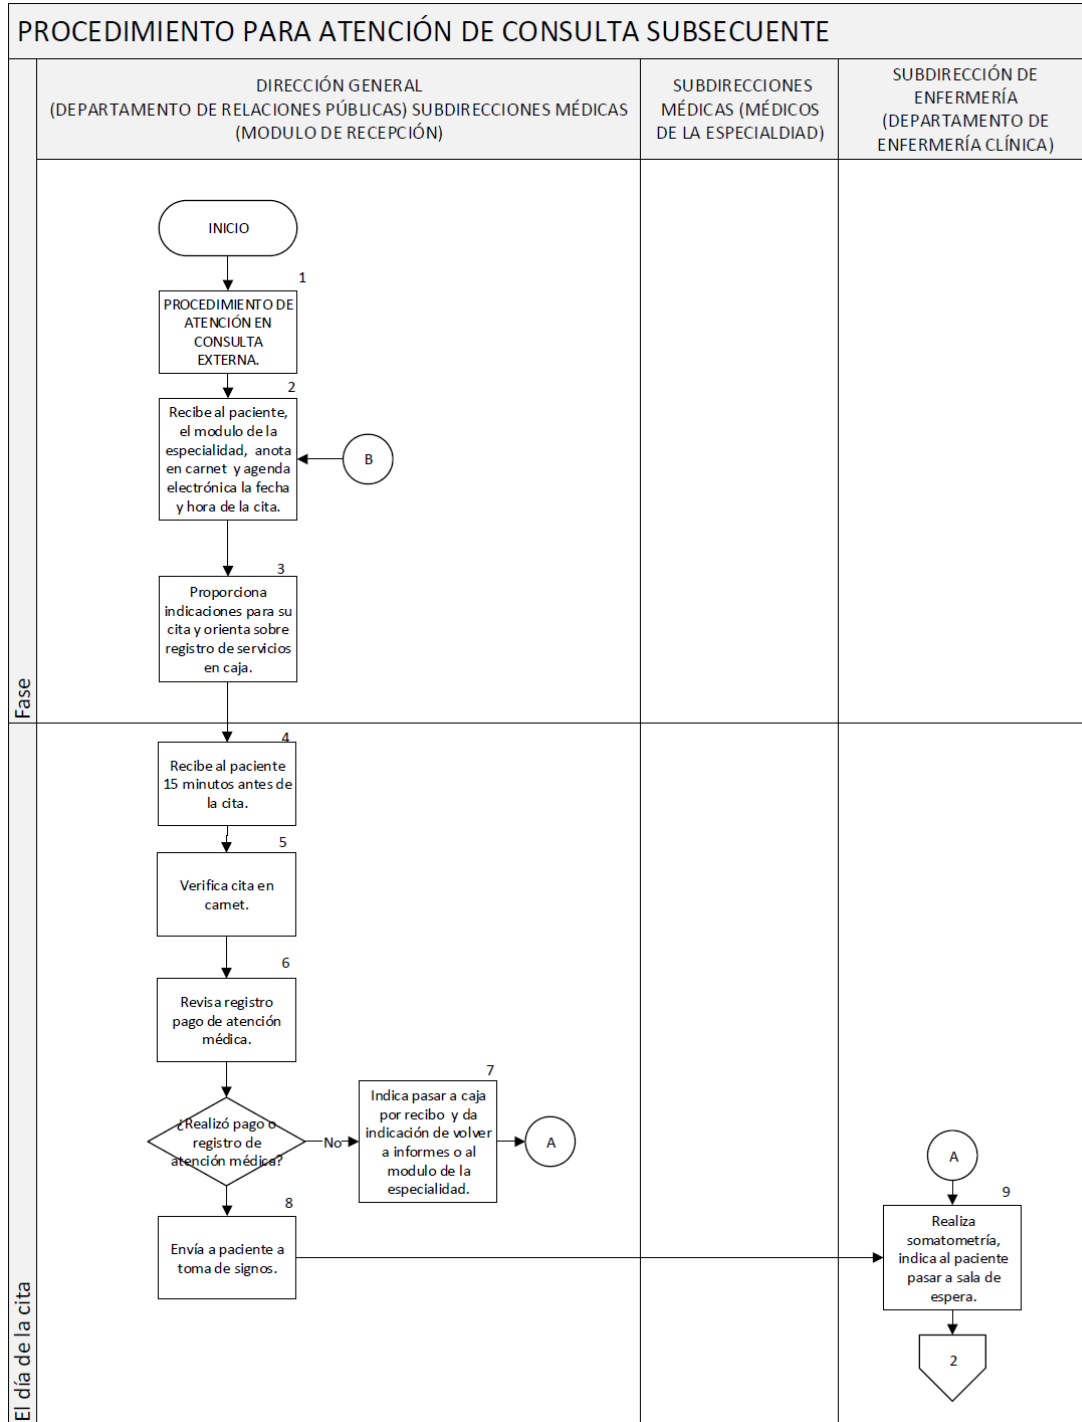 PROCEDIMIENTO PARA ATENCIÓN DE CONSULTA SUBSECUENTE
DIRECCIÓN GENERAL
(DEPARTAMENTO DE RELACIONES PÚBLICAS) SUBDIRECCIONES MÉDICAS
(MODULO DE RECEPCIÓN)
SUBDIRECCIONES
MÉDICAS (MÉDICOS
DE LA ESPECIALDIAD)
SUBDIRECCIÓN DE
ENFERMERÍA
(DEPARTAMENTO DE
ENFERMERÍA CLÍNICA)
Fase
INICIO
1
PROCEDIMIENTO DE
ATENCIÓN EN
CONSULTA
EXTERNA.
2
Recibe al paciente,
el modulo de la
especialidad, anota
en carnet y agenda
electrónica la fecha
y hora de la cita.
B
3
Proporciona
indicaciones para su
cita y orienta sobre
registro de servicios
en caja.
El día de la cita
4
Recibe al paciente
15 minutos antes de
la cita.
5
Verifica cita en
carnet.
6
Revisa registro
pago de atención
médica.
¿Realizó pago o
registro de
atención médica?
No
7
Indica pasar a caja
por recibo y da
indicación de volver
a informes o al
modulo de la
especialidad.
A
8
Envía a paciente a
toma de signos.
A
9
Realiza
somatometría,
indica al paciente
pasar a sala de
espera.
2